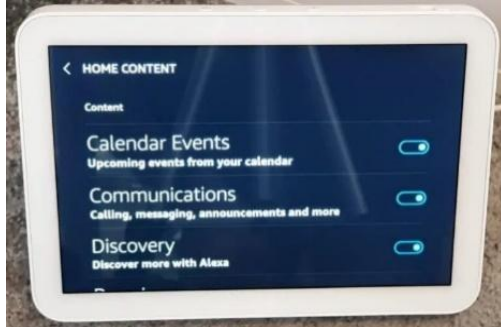 HOME CONTENT
Content
Calendar Events
Upcoming events from your calendar
Communications
Calling, messaging, announcements and more
Discovery
Discover more with Alexa